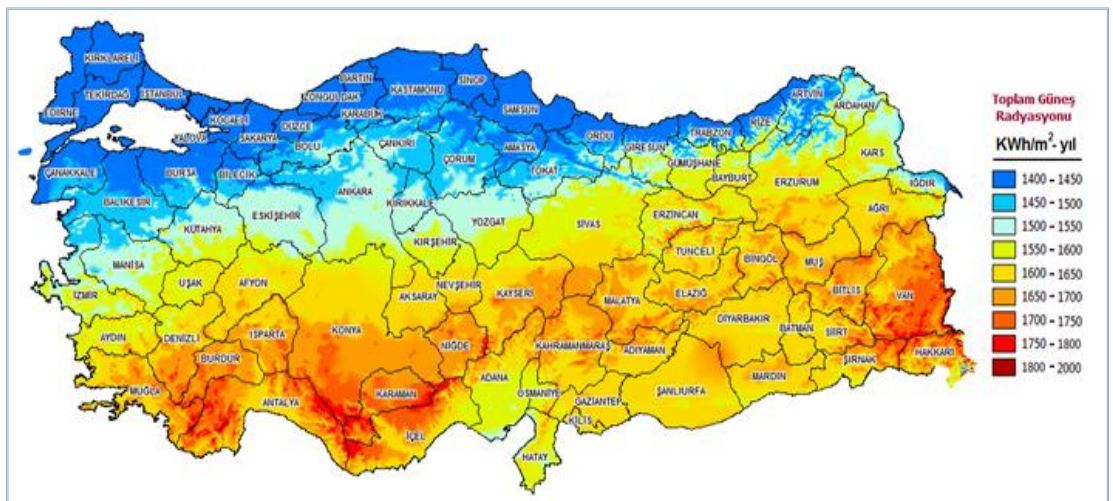 KIRKLARELİ
TEKİRDAĞ
İSTANBUL
EDİRNE
KOCAELİ
YALOVA
SAKARYA
DÜZCE
ZONGULDAK
BARTIN
KARABÜK
KASTAMONU
SİNOP
SAMSUN
ORDU
GİRESUN
TRABZON
RİZE
ARTVİN
ARDAHAN
ÇANAKKALE
BURSA
BİLECİK
BOLU
ÇANKIRI
ÇORUM
AMASYA
TOKAT
GÜMÜŞHANE
BAYBURT
ERZURUM
KARS
IĞDIR
BALIKESİR
KÜTAHYA
ESKİŞEHİR
ANKARA
KIRIKKALE
YOZGAT
SİVAS
ERZİNCAN
AĞRI
MANİSA
UŞAK
AFYON
KIRŞEHİR
NEVŞEHİR
KAYSERİ
TUNCELİ
BİNGÖL
MUŞ
BİTLİS
VAN
İZMİR
AKSARAY
MALATYA
ELAZIĞ
DİYARBAKIR
BATMAN
SİİRT
AYDIN
DENİZLİ
ISPARTA
BURDUR
KONYA
NİĞDE
KAHRAMANMARAŞ
ADIYAMAN
MARDİN
ŞIRNAK
HAKKARİ
MUĞLA
ANTALYA
KARAMAN
İÇEL
ADANA
OSMANİYE
GAZİANTEP
KİLİS
ŞANLIURFA
HATAY
Toplam Güneş
Radyasyonu
KWh/m²- yıl
1400 - 1450
1450 - 1500
1500 - 1550
1550 - 1600
1600 - 1650
1650 - 1700
1700 - 1750
1750 - 1800
1800 - 2000